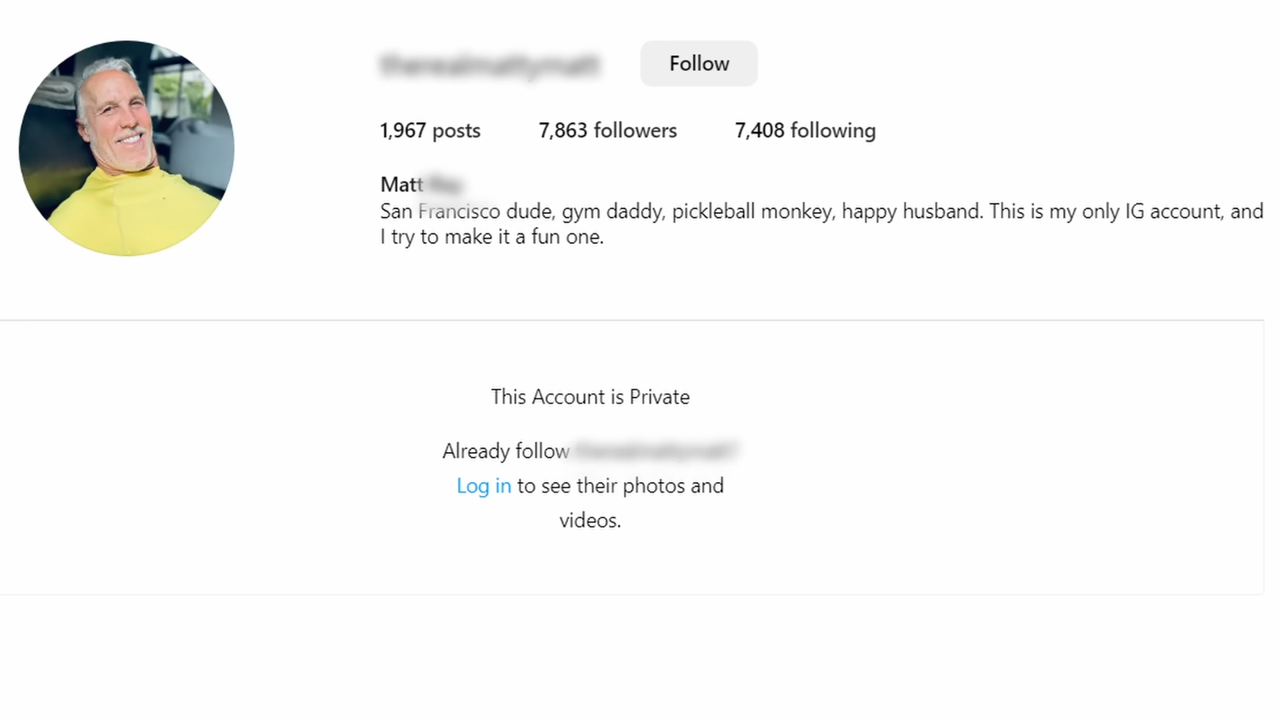 Follow
1,967 posts 7,863 followers 7,408 following
Matt
San Francisco dude, gym daddy, pickleball monkey, happy husband. This is my only IG account, and
I try to make it a fun one.
This Account is Private
Already follow
Log in to see their photos and
videos.